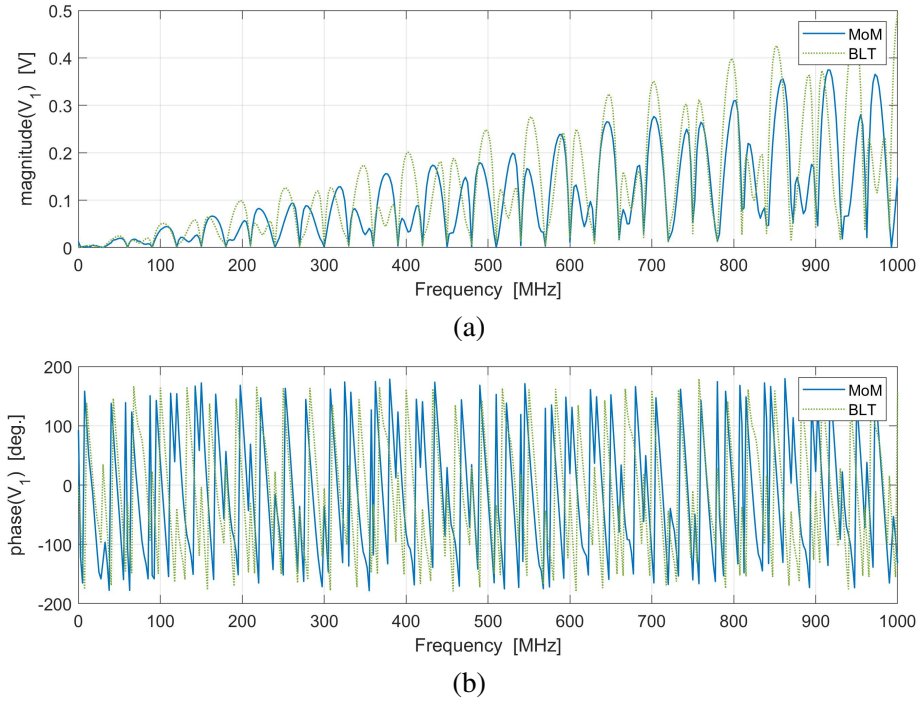 0.5
0.4
0.3
0.2
0.1
0
magnitude(V1) [V]
MoM
BLT
0 100 200 300 400 500 600 700 800 900 1000
Frequency [MHz]
(a)
200
100
0
-100
-200
phase(V1) [deg.]
MoM
BLT
0 100 200 300 400 500 600 700 800 900 1000
Frequency [MHz]
(b)